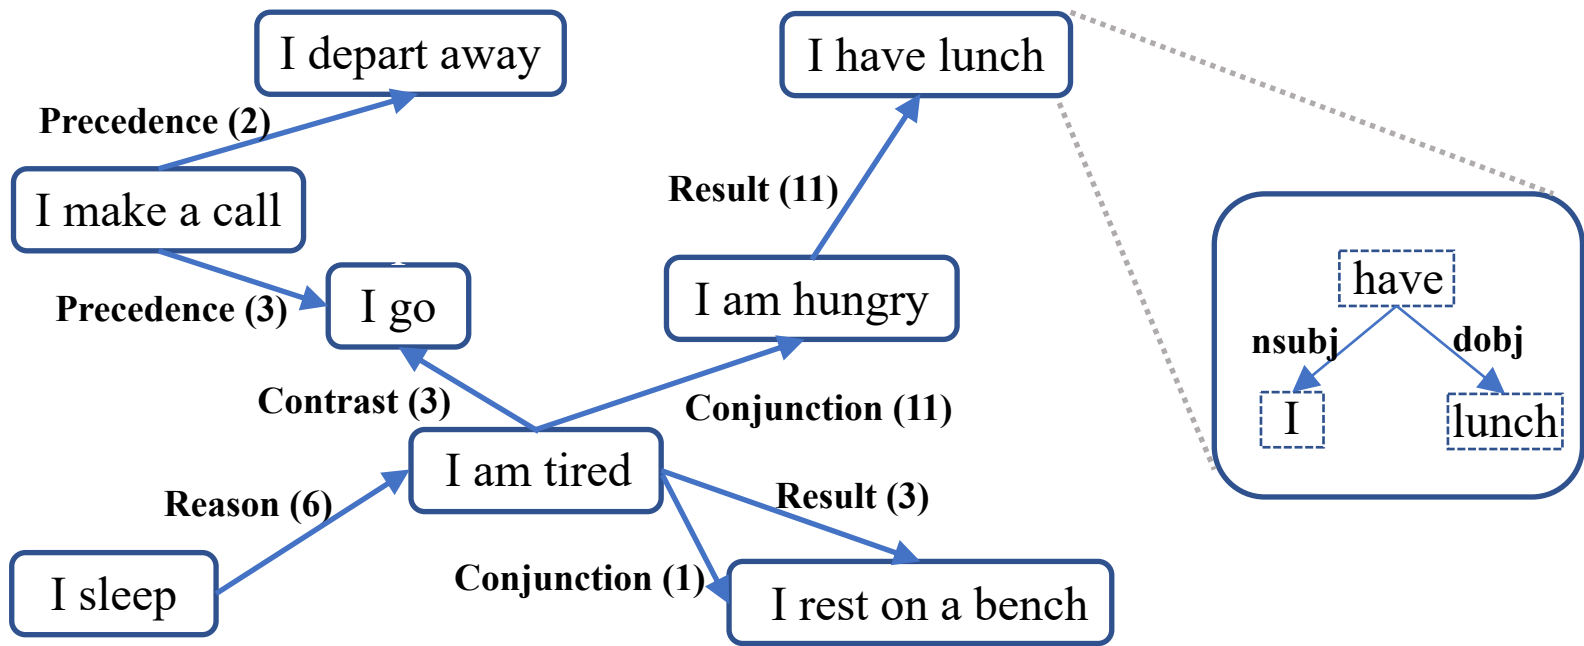 I depart away
I have lunch
Precedence (2)
I make a call
Result (11)
Precedence (3)
I go
I am hungry
have
nsubj
dobj
Contrast (3)
Conjunction (11)
I
lunch
I am tired
Reason (6)
Result (3)
Conjunction (1)
I sleep
I rest on a bench